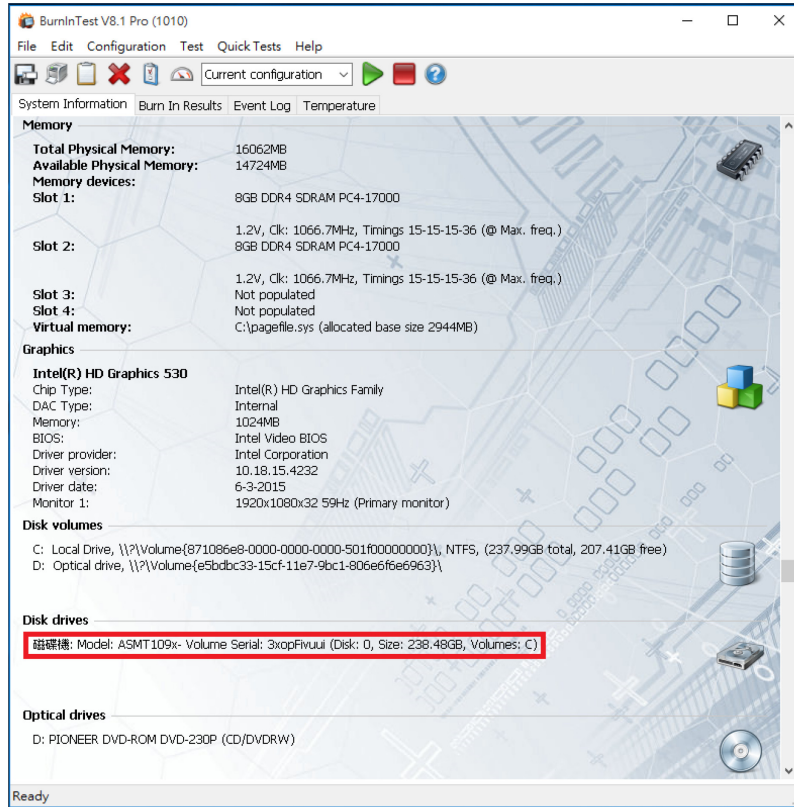 BurnInTest V8.1 Pro (1010)
File Edit Configuration Test Quick Tests Help
Current configuration
System Information Burn In Results Event Log Temperature
Memory
Total Physical Memory: 16062MB
Available Physical Memory: 14724MB
Memory devices:
Slot 1: 8GB DDR4 SDRAM PC4-17000
1.2V, Clk: 1066.7MHz, Timings 15-15-15-36 (@ Max. freq.)
Slot 2: 8GB DDR4 SDRAM PC4-17000
1.2V, Clk: 1066.7MHz, Timings 15-15-15-36 (@ Max. freq.)
Slot 3: Not populated
Slot 4: Not populated
Virtual memory: C:\pagefile.sys (allocated base size 2944MB)
Graphics
Intel(R) HD Graphics 530
Chip Type: Intel(R) HD Graphics Family
DAC Type: Internal
Memory: 1024MB
BIOS: Intel Video BIOS
Driver provider: Intel Corporation
Driver version: 10.18.15.4232
Driver date: 6-3-2015
Monitor 1: 1920x1080x32 59Hz (Primary monitor)
Disk volumes
C: Local Drive, \\?\Volume{871086e8-0000-0000-0000-501f00000000}\, NTFS, (237.99GB total, 207.41GB free)
D: Optical drive, \\?\Volume{e5bdbc33-15cf-11e7-9bc1-806e6f6e6963}\
Disk drives
磁碟機: Model: ASMT109x- Volume Serial: 3xopFivuui (Disk: 0, Size: 238.48GB, Volumes: C)
Optical drives
D: PIONEER DVD-ROM DVD-230P (CD/DVDRW)
Ready